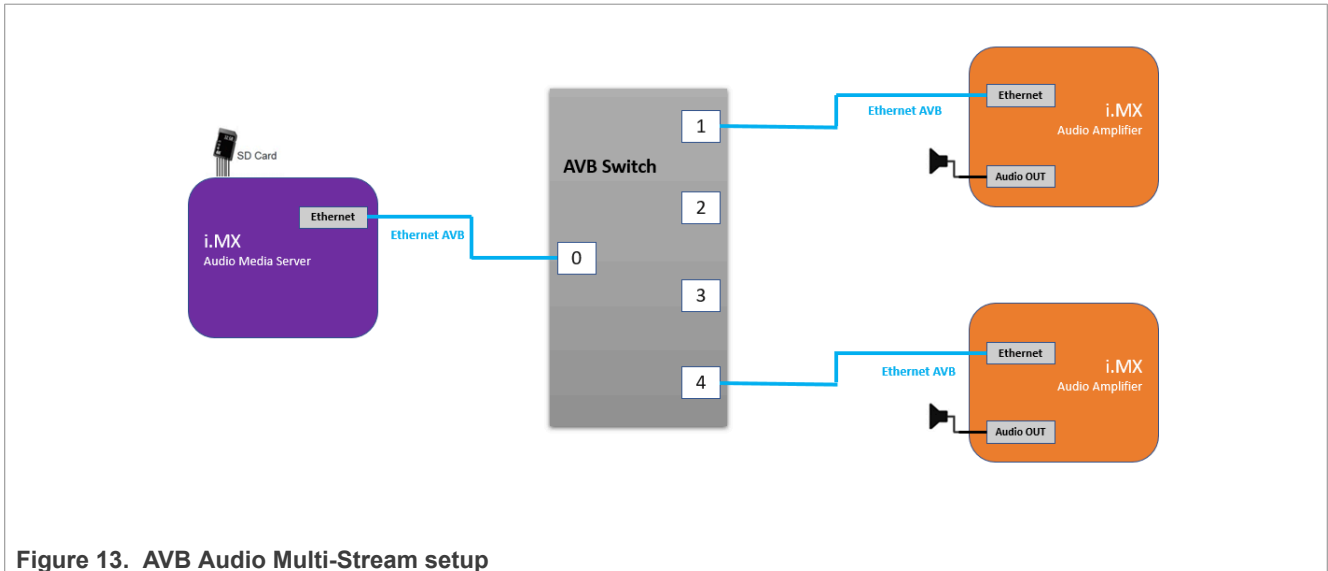 SD Card
Ethernet
i.MX
Audio Media Server
Ethernet AVB
AVB Switch
0
1
2
3
4
Ethernet AVB
Ethernet
i.MX
Audio Amplifier
Audio OUT
Ethernet AVB
Ethernet
i.MX
Audio Amplifier
Audio OUT
Figure 13. AVB Audio Multi-Stream setup